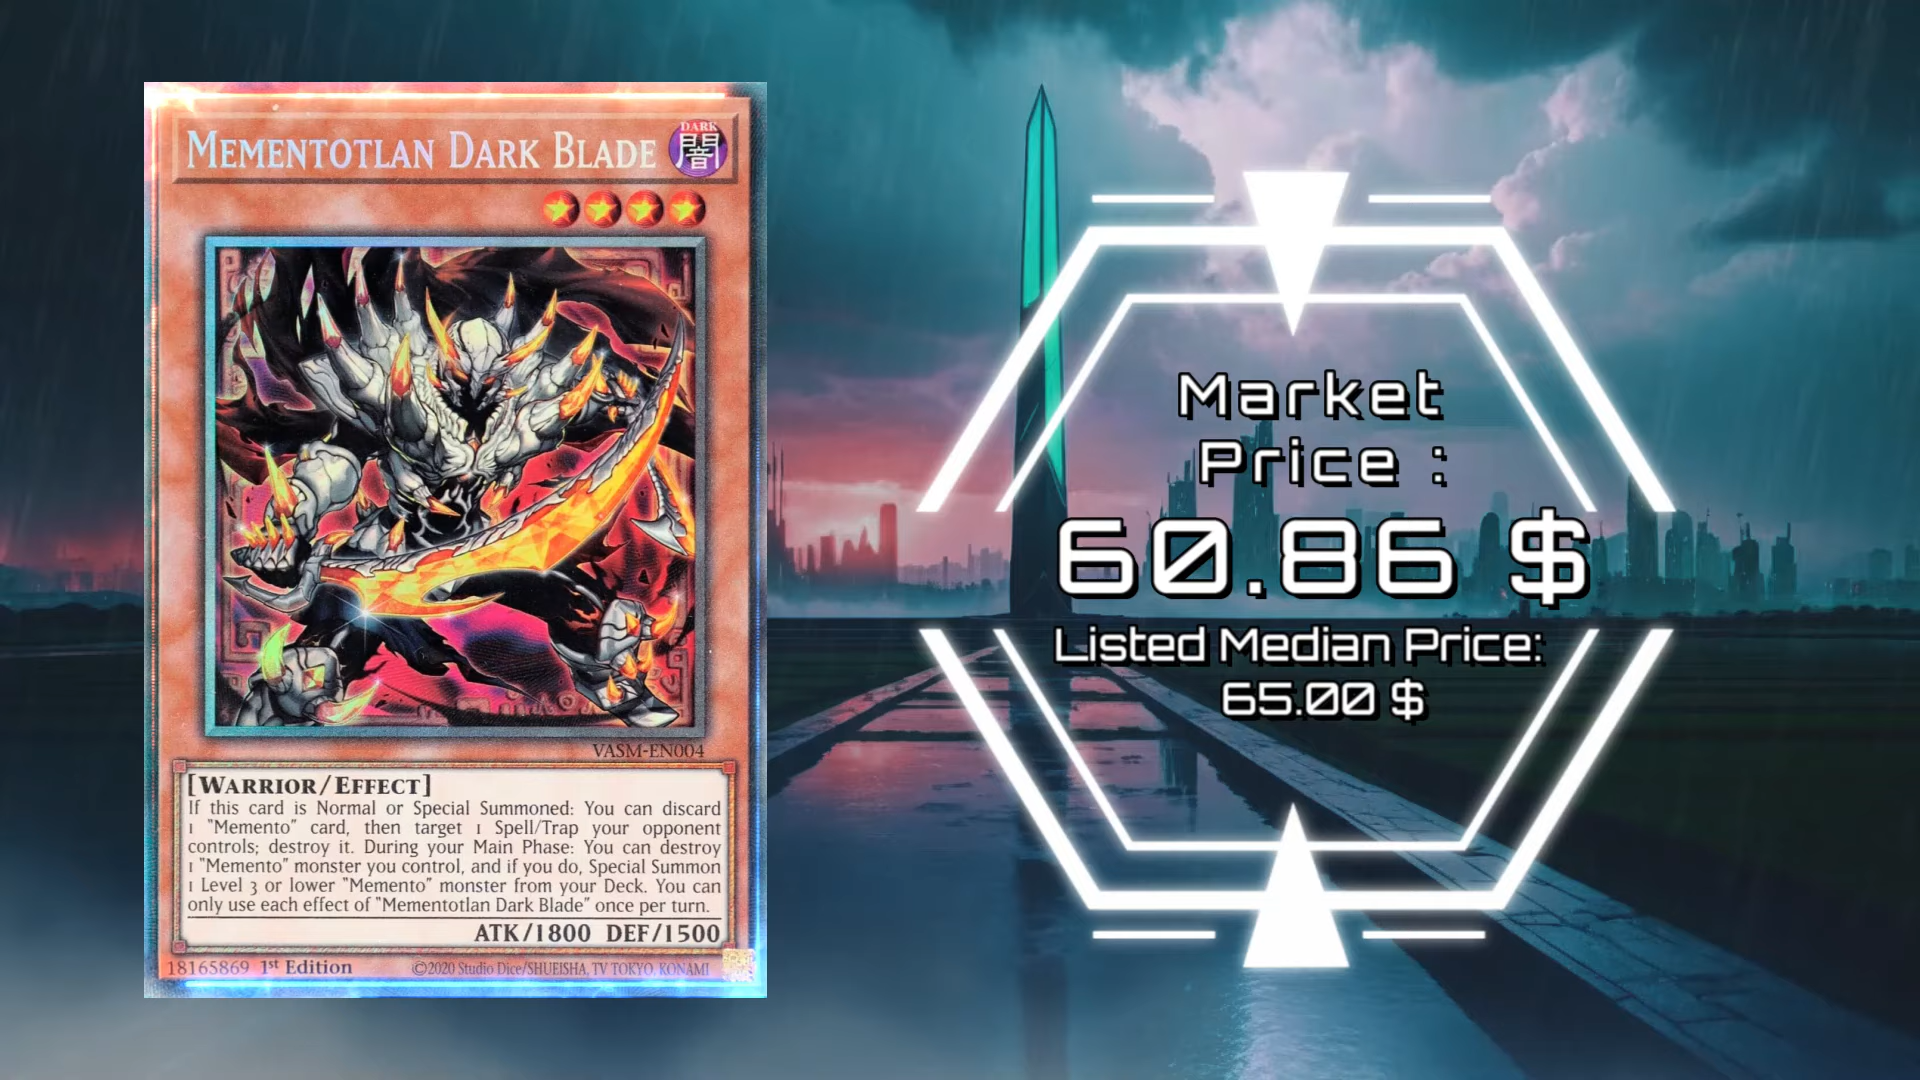 MEMENTOTLAN DARK BLADE
DARK
闇
VASM-EN004
[WARRIOR/EFFECT]
If this card is Normal or Special Summoned: You can discard
1 "Memento" card, then target 1 Spell/Trap your opponent
controls; destroy it. During your Main Phase: You can destroy
1 "Memento" monster you control, and if you do, Special Summon
1 Level 3 or lower "Memento" monster from your Deck. You can
only use each effect of "Mementotlan Dark Blade" once per turn.
ATK/1800 DEF/1500
18165869 1st Edition ©2020 Studio Dice/SHUEISHA, TV TOKYO, KONAMI
Market
Price :
60.86 $
Listed Median Price:
65.00 $